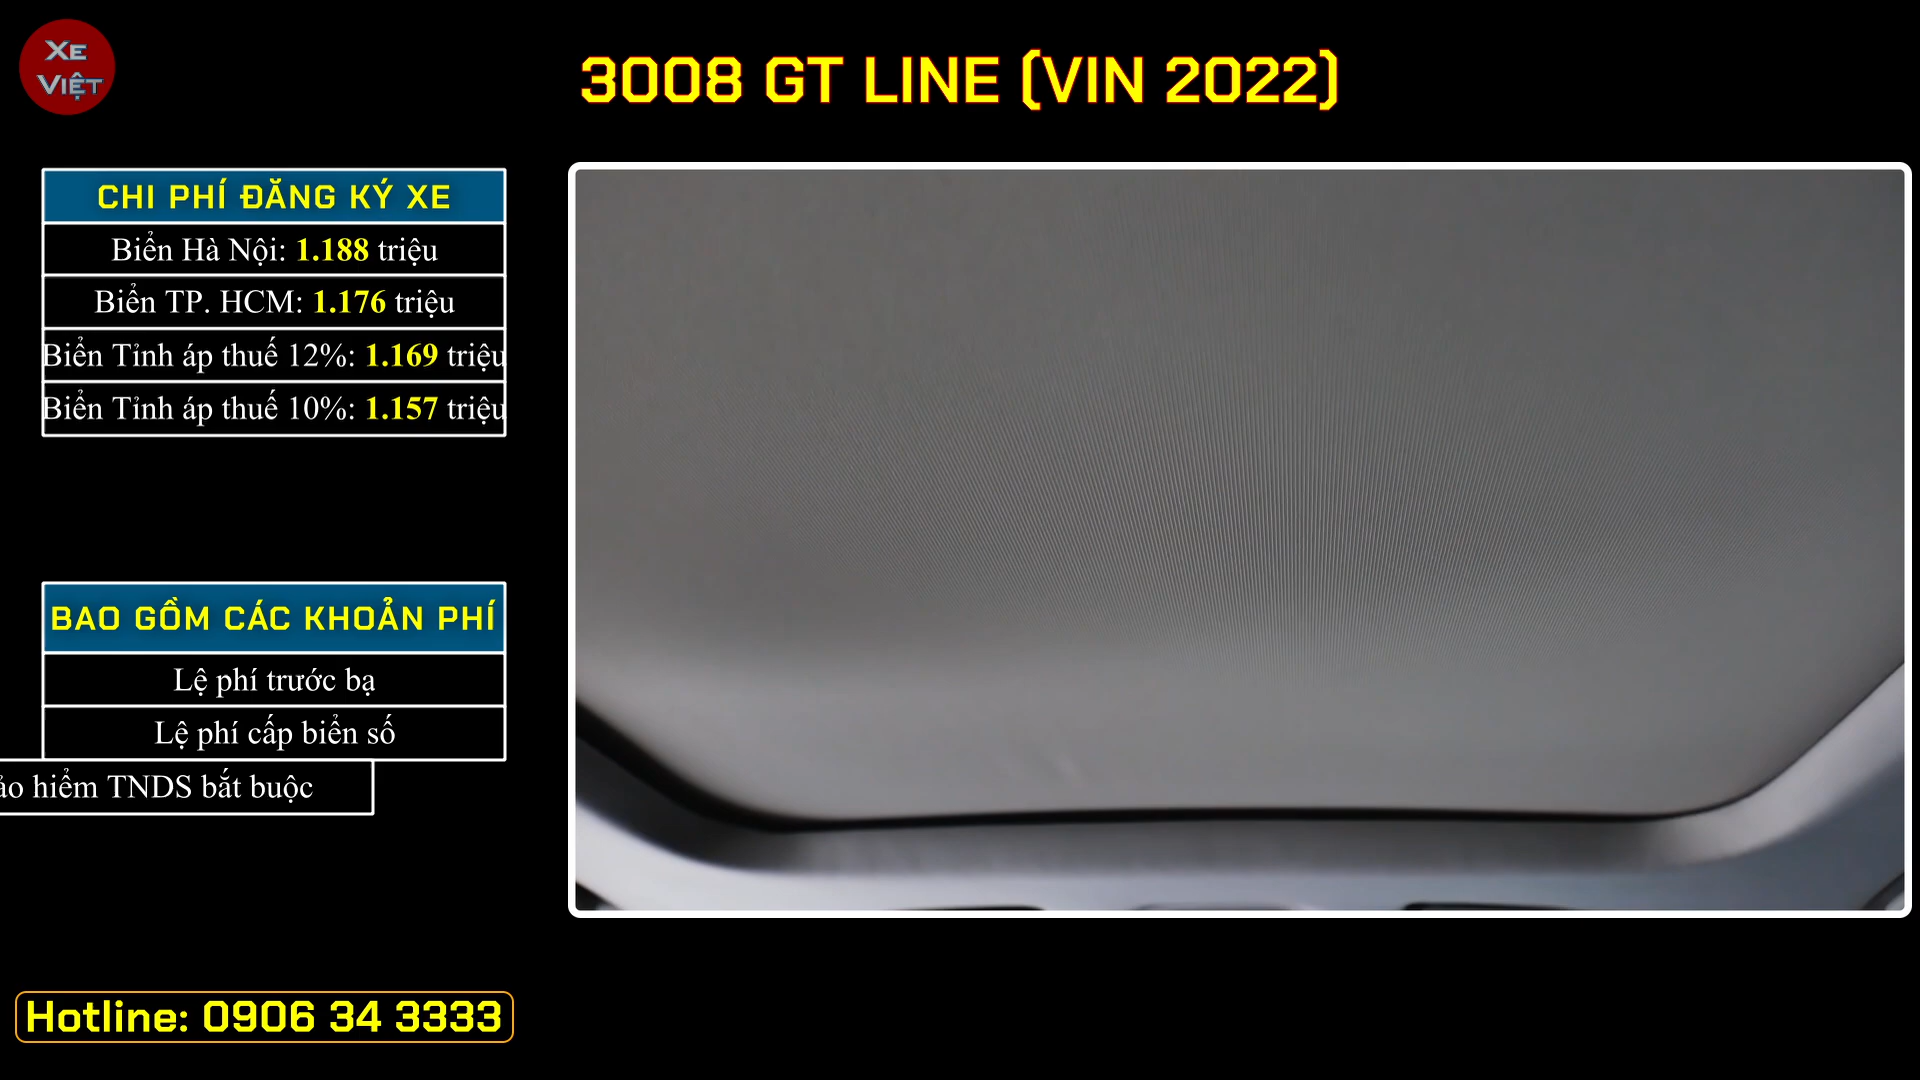 XE
VIỆT
3008 GT LINE (VIN 2022)
CHI PHÍ ĐĂNG KÝ XE
Biển Hà Nội: 1.188 triệu
Biển TP. HCM: 1.176 triệu
Biển Tỉnh áp thuế 12%: 1.169 triệu
Biển Tỉnh áp thuế 10%: 1.157 triệu
BAO GỒM CÁC KHOẢN PHÍ
Lệ phí trước bạ
Lệ phí cấp biển số
hiểm TNDS bắt buộc
Hotline: 0906 34 3333